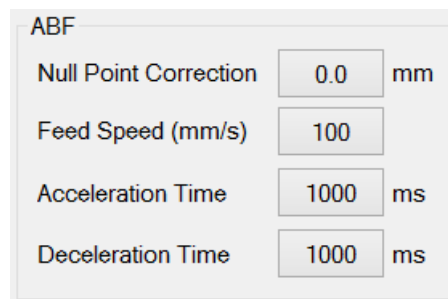 ABF
Null Point Correction 0.0 mm
Feed Speed (mm/s) 100
Acceleration Time 1000 ms
Deceleration Time 1000 ms